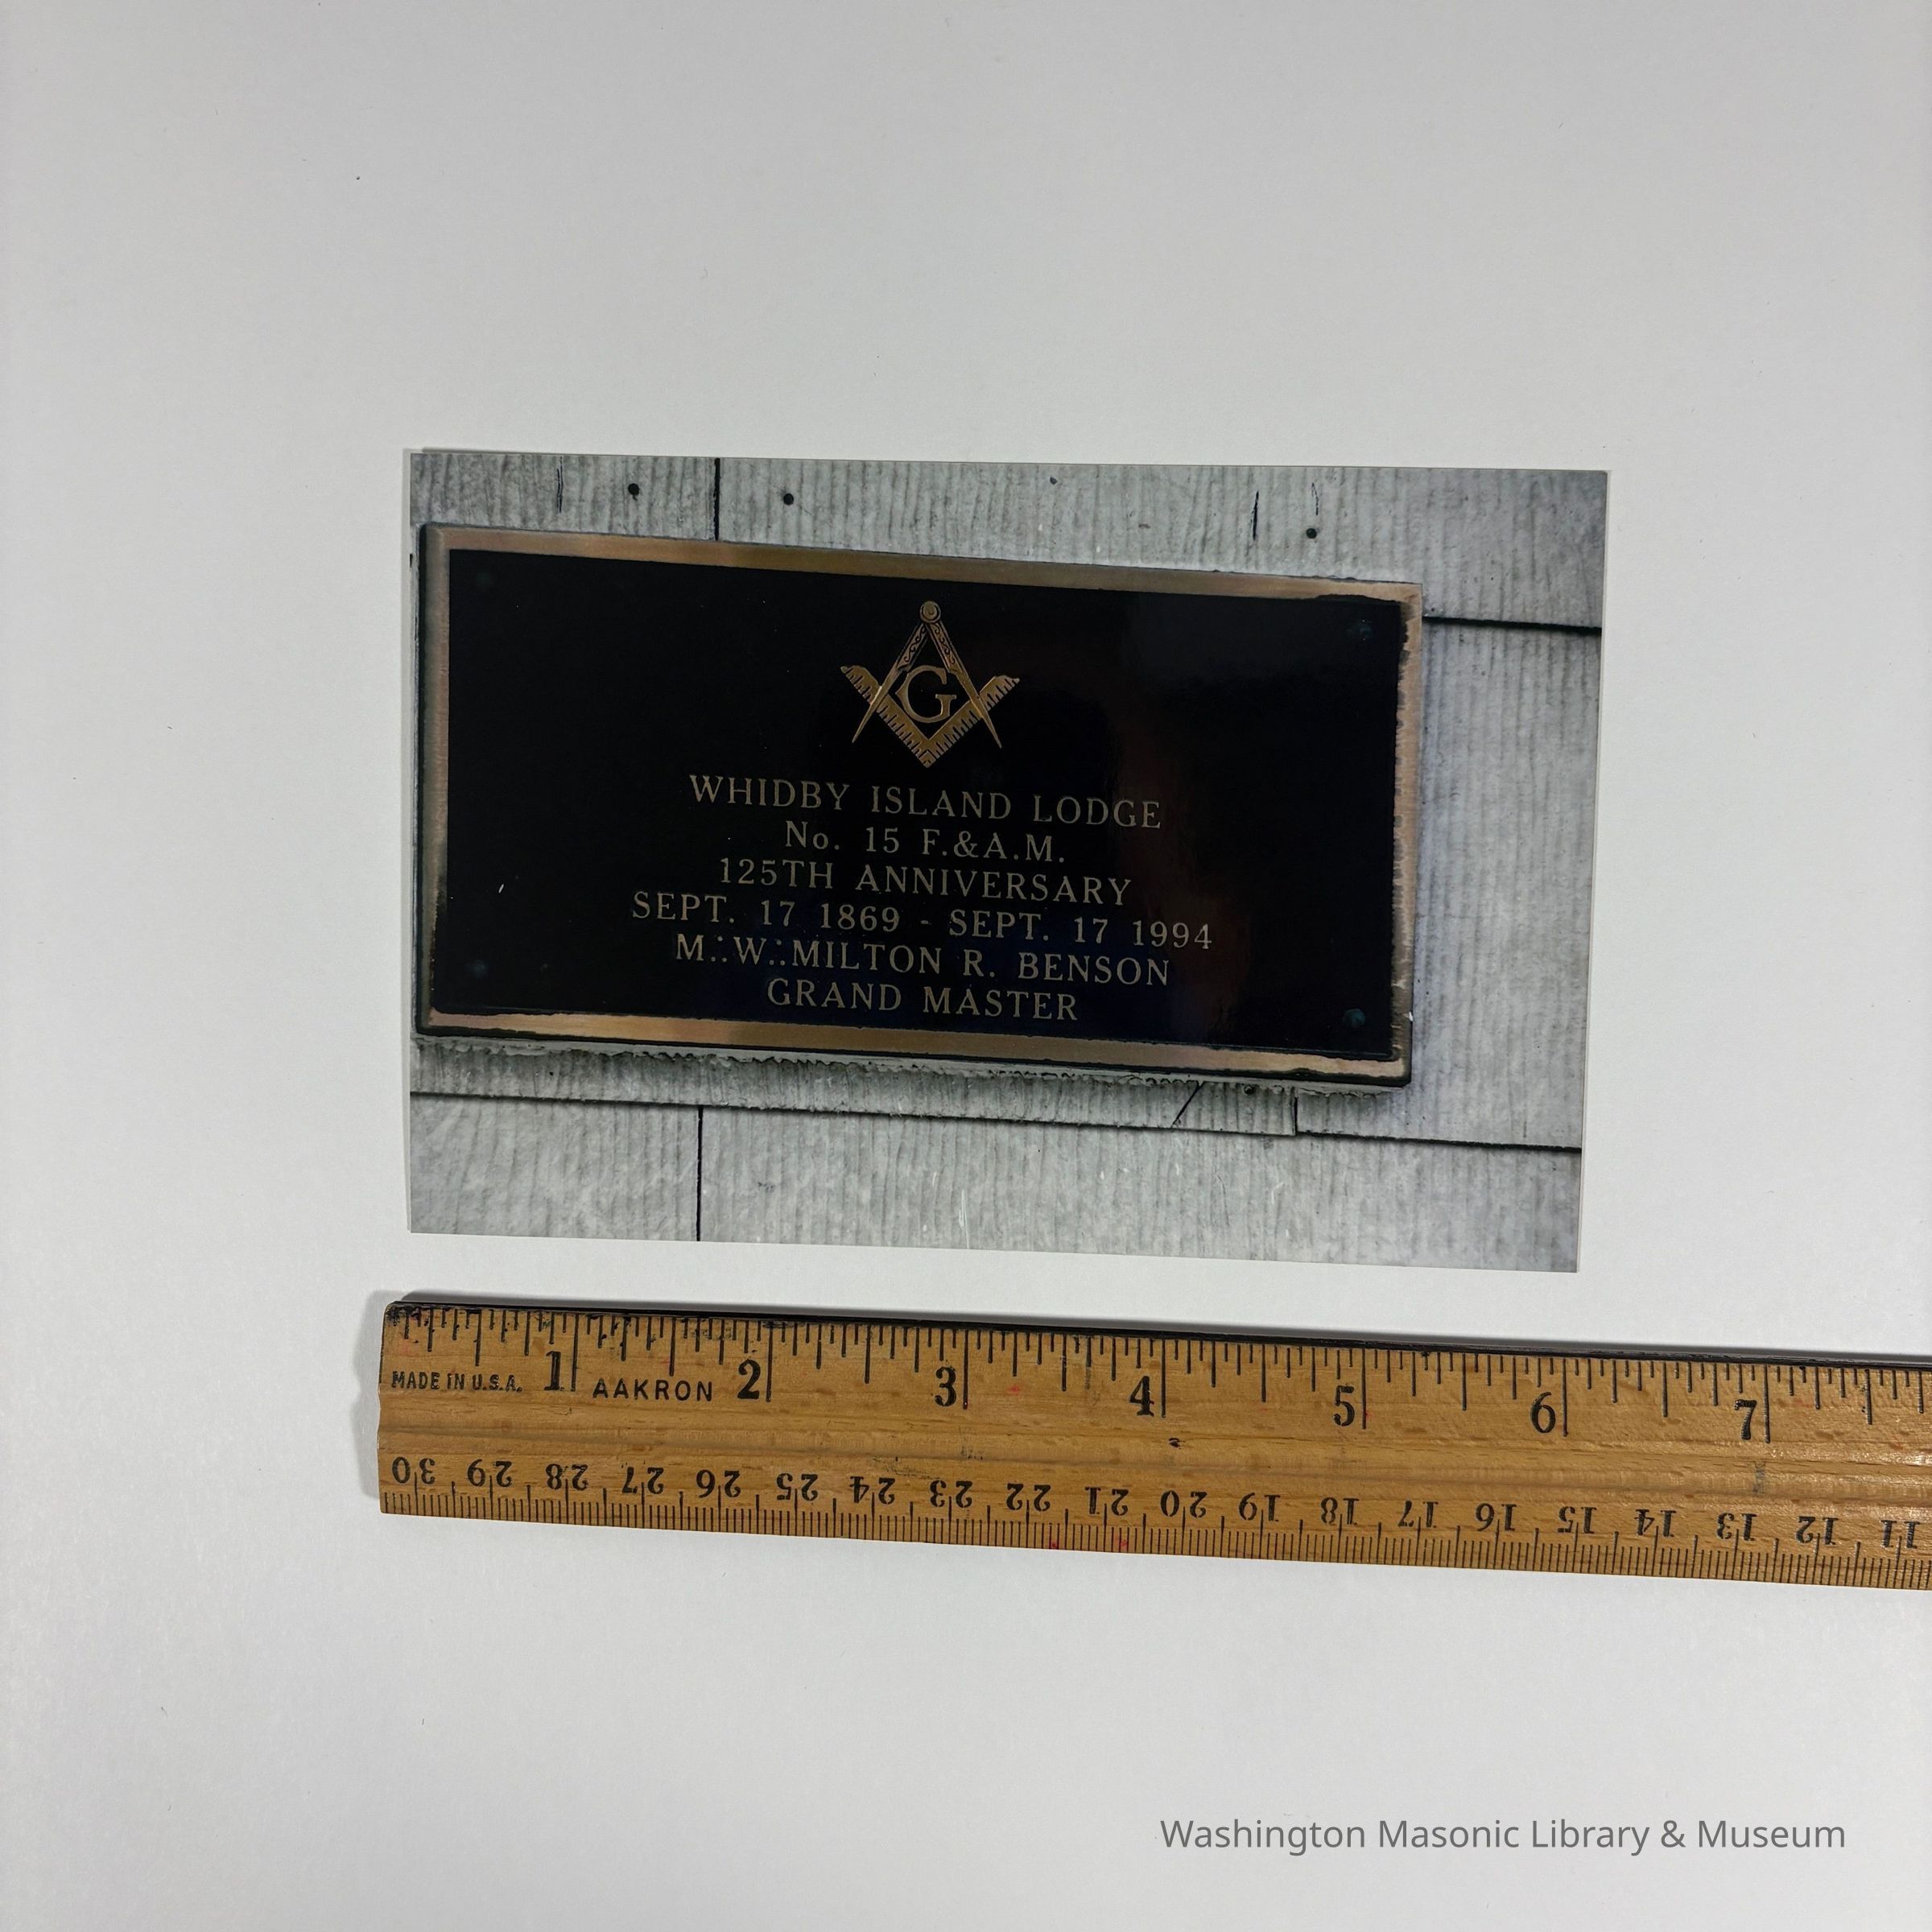 G
WHIDBY ISLAND LODGE
No. 15 F.&A.M.
125TH ANNIVERSARY
SEPT. 17 1869 - SEPT. 17 1994
M∴W∴MILTON R. BENSON
GRAND MASTER
1 2 3 4 5 6 7
MADE IN U.S.A. AAKRON
30 29 28 27 26 25 24 23 22 21 20 19 18 17 16 15 14 13 12 11
Washington Masonic Library & Museum